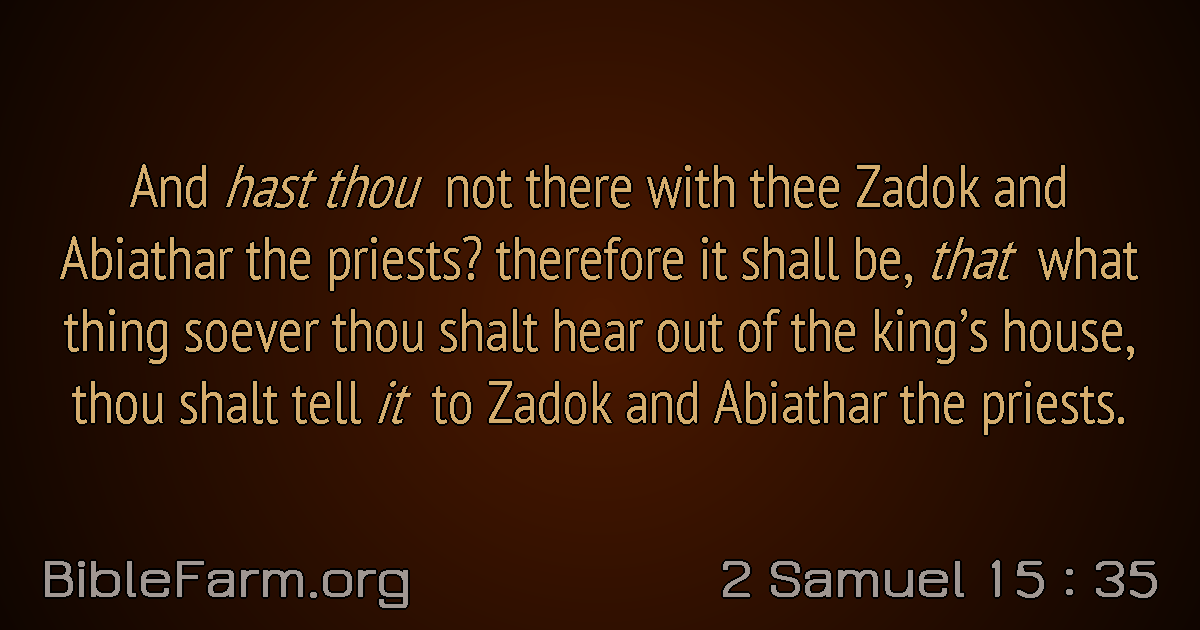 And hast thou not there with thee Zadok and
Abiathar the priests? therefore it shall be, that what
thing soever thou shalt hear out of the king’s house,
thou shalt tell it to Zadok and Abiathar the priests.
BibleFarm.org
2 Samuel 15 : 35